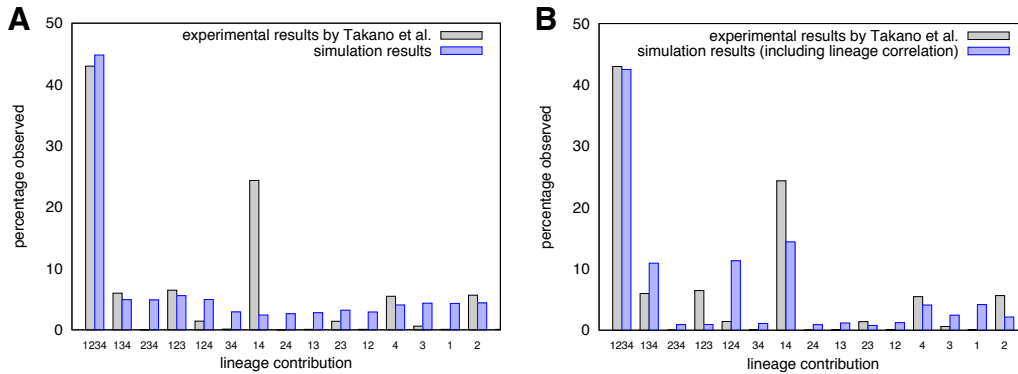 A
experimental results by Takano et al.
simulation results
percentage observed
50
40
30
20
10
0
1234 134 234 123 124 34 14 24 13 23 12 4 3 1 2
lineage contribution
B
experimental results by Takano et al.
simulation results (including lineage correlation)
percentage observed
50
40
30
20
10
0
1234 134 234 123 124 34 14 24 13 23 12 4 3 1 2
lineage contribution